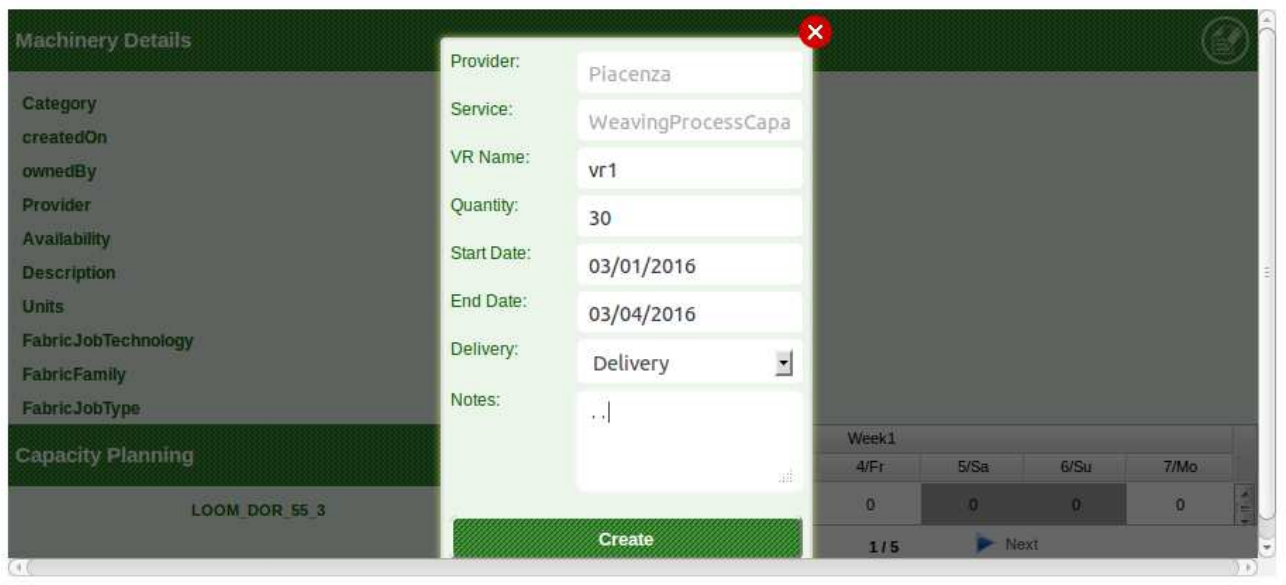 Machinery Details
Category
createdOn
ownedBy
Provider
Availability
Description
Units
FabricJobTechnology
FabricFamily
FabricJobType
Provider: Piacenza
Service: WeavingProcessCapa
VR Name: vr1
Quantity: 30
Start Date: 03/01/2016
End Date: 03/04/2016
Delivery: Delivery
Notes: . .
Create
Capacity Planning
Week1
4/Fr 5/Sa 6/Su 7/Mo
LOOM_DOR_55_3 0 0 0 0
1 / 5 Next